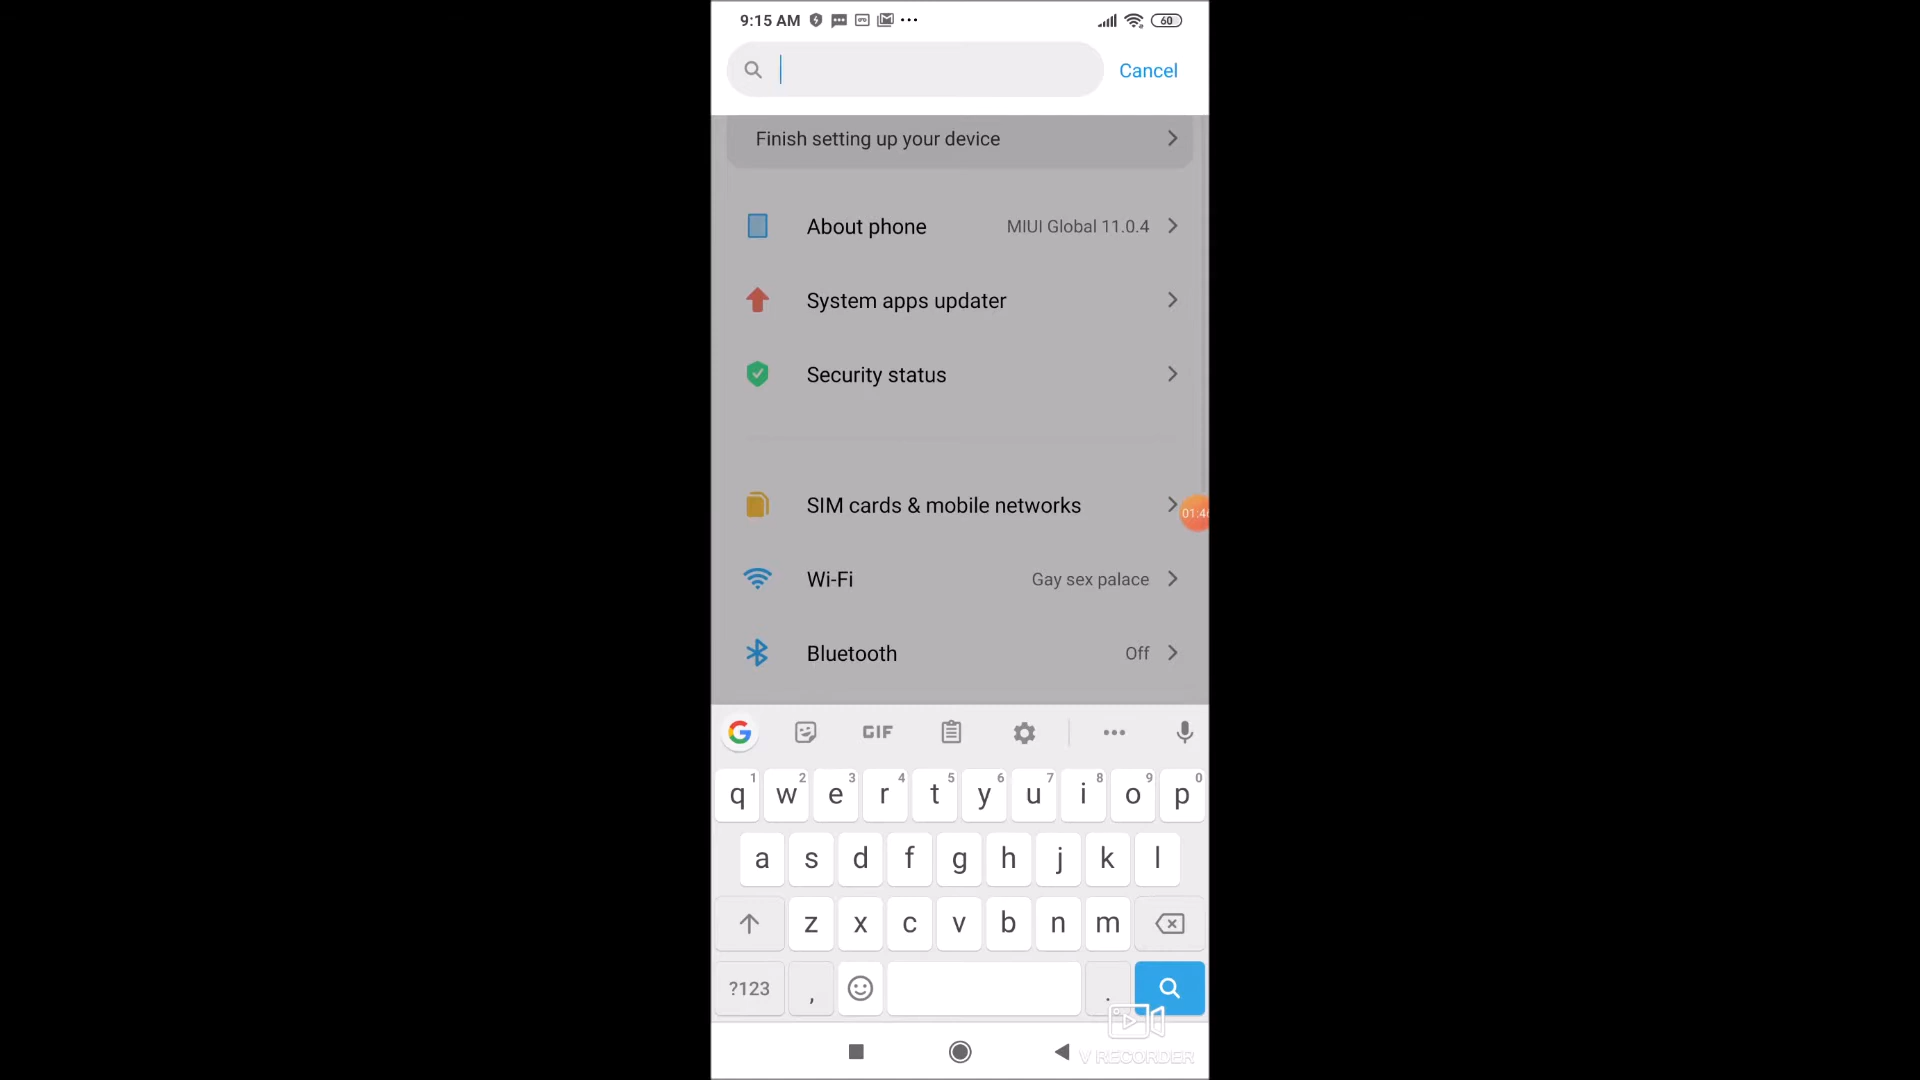 9:15 AM 60
Cancel
Finish setting up your device
About phone MIUI Global 11.0.4
System apps updater
Security status
SIM cards & mobile networks
01:46
Wi-Fi Gay sex palace
Bluetooth Off
G GIF
1 2 3 4 5 6 7 8 9 0
q w e r t y u i o p
a s d f g h j k l
z x c v b n m
?123 , .
V RECORDER